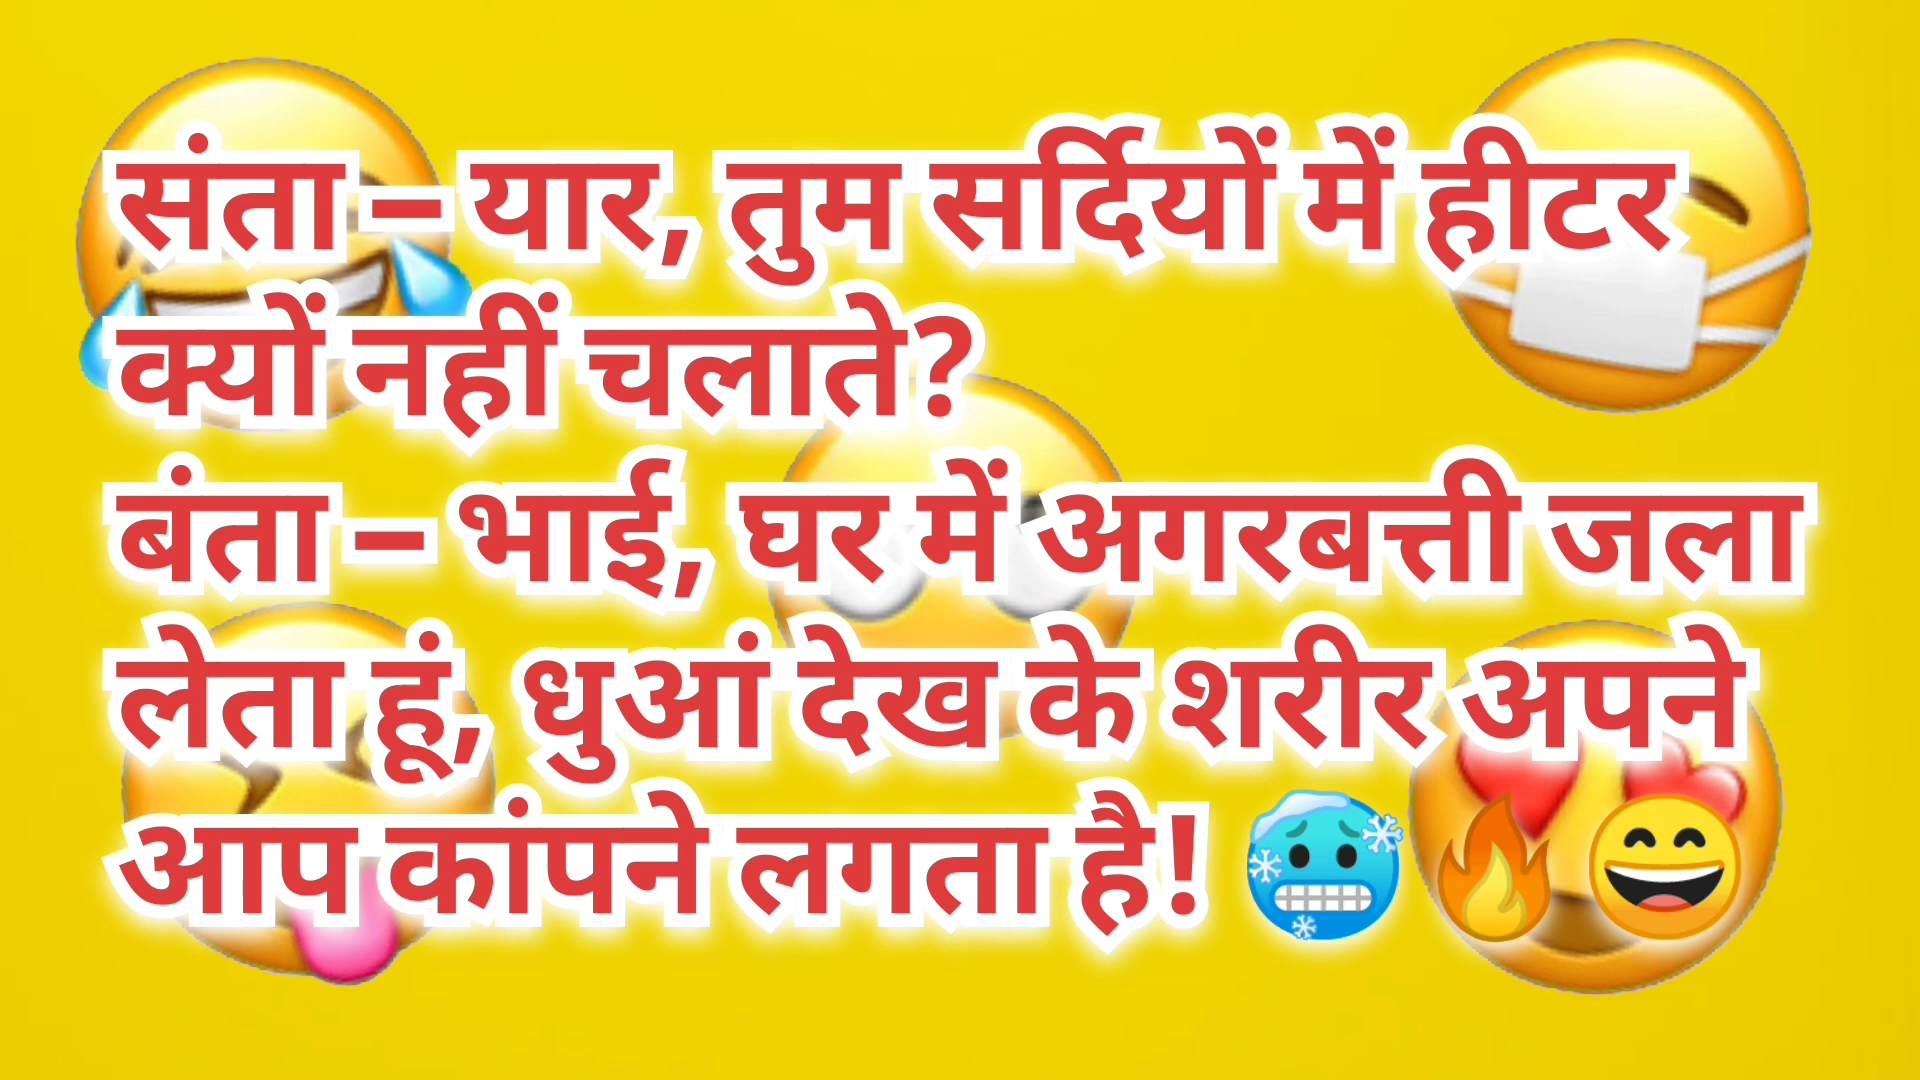 संता – यार, तुम सर्दियों में हीटर
क्यों नहीं चलाते?
बंता – भाई, घर में अगरबत्ती जला
लेता हूं, धुआं देख के शरीर अपने
आप कांपने लगता है! 🥶🔥😄